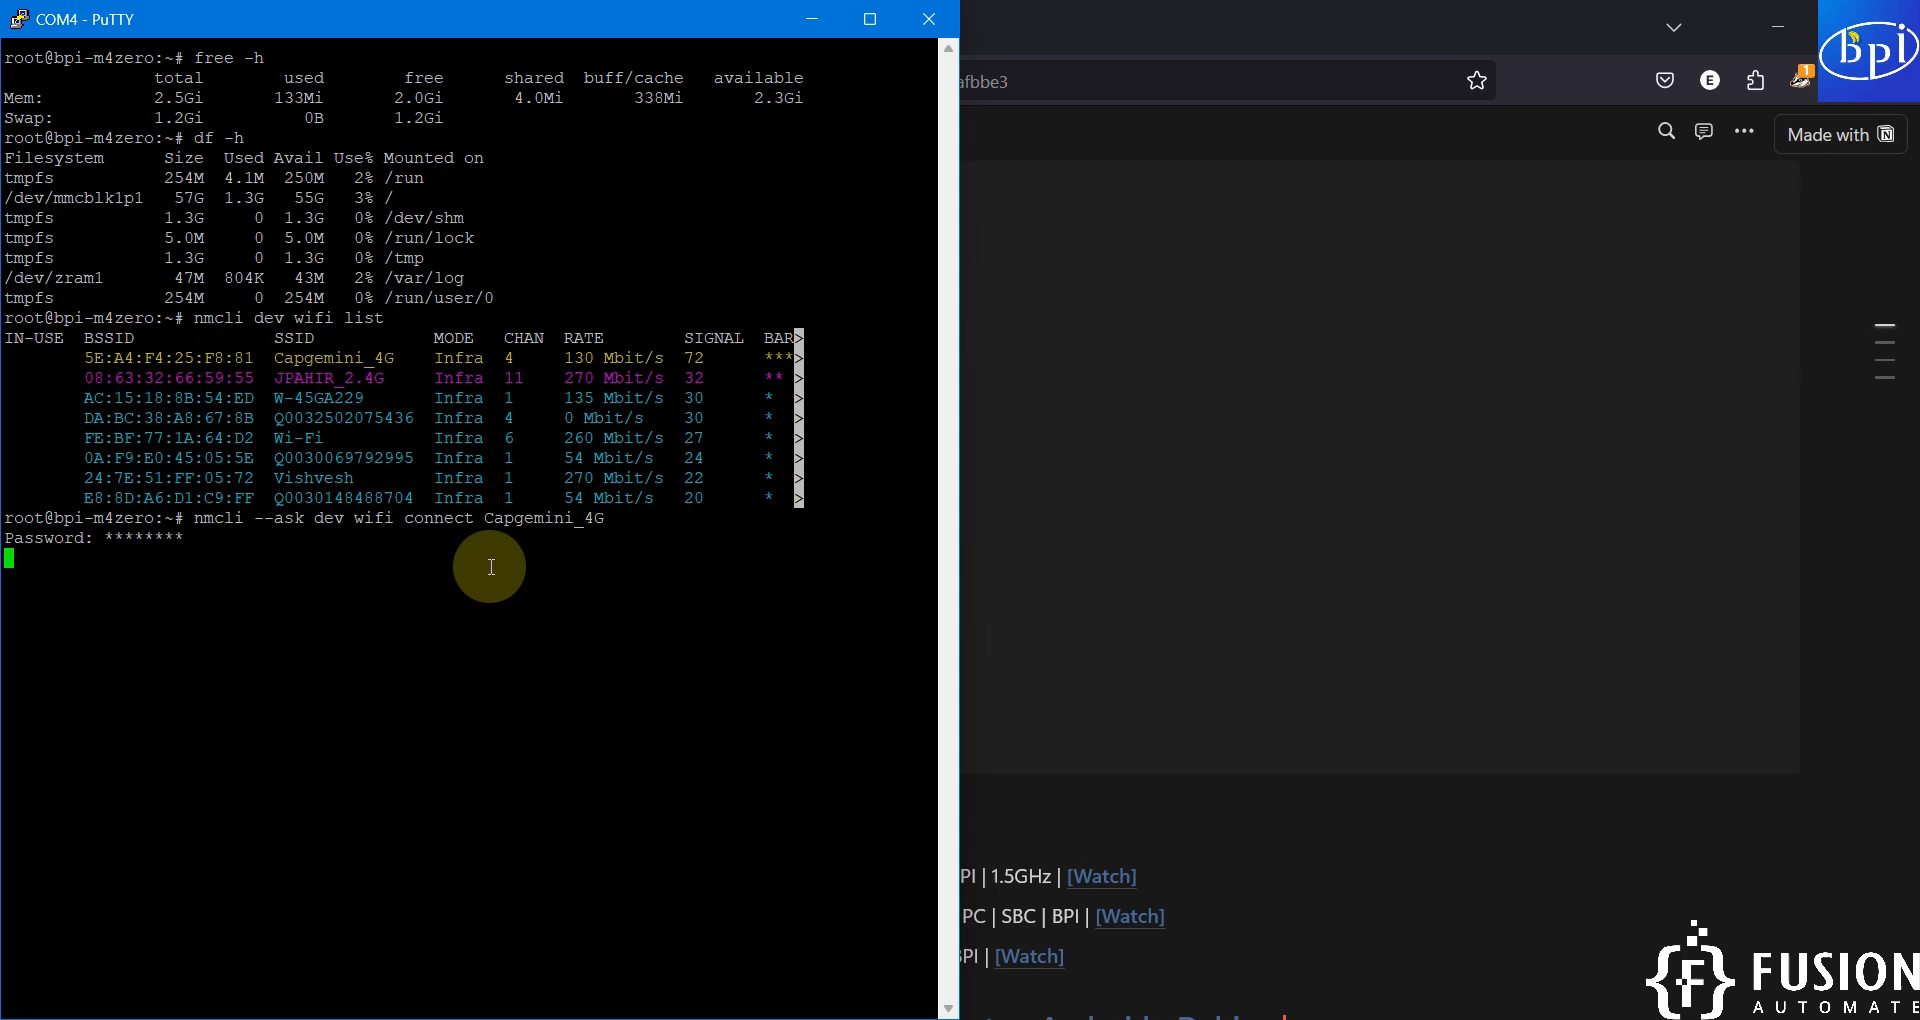 COM4 - PuTTY
root@bpi-m4zero:~# free -h
total used free shared buff/cache available
Mem: 2.5Gi 133Mi 2.0Gi 4.0Mi 338Mi 2.3Gi
Swap: 1.2Gi 0B 1.2Gi
root@bpi-m4zero:~# df -h
Filesystem Size Used Avail Use% Mounted on
tmpfs 254M 4.1M 250M 2% /run
/dev/mmcblk1p1 57G 1.3G 55G 3% /
tmpfs 1.3G 0 1.3G 0% /dev/shm
tmpfs 5.0M 0 5.0M 0% /run/lock
tmpfs 1.3G 0 1.3G 0% /tmp
/dev/zram1 47M 804K 43M 2% /var/log
tmpfs 254M 0 254M 0% /run/user/0
root@bpi-m4zero:~# nmcli dev wifi list
IN-USE BSSID SSID MODE CHAN RATE SIGNAL BAR>
5E:A4:F4:25:F8:81 Capgemini_4G Infra 4 130 Mbit/s 72 ***>
08:63:32:66:59:55 JPAHIR_2.4G Infra 11 270 Mbit/s 32 ** >
AC:15:18:8B:54:ED W-45GA229 Infra 1 135 Mbit/s 30 * >
DA:BC:38:A8:67:8B Q0032502075436 Infra 4 0 Mbit/s 30 * >
FE:BF:77:1A:64:D2 Wi-Fi Infra 6 260 Mbit/s 27 * >
0A:F9:E0:45:05:5E Q0030069792995 Infra 1 54 Mbit/s 24 * >
24:7E:51:FF:05:72 Vishvesh Infra 1 270 Mbit/s 22 * >
E8:8D:A6:D1:C9:FF Q0030148488704 Infra 1 54 Mbit/s 20 * >
root@bpi-m4zero:~# nmcli --ask dev wifi connect Capgemini_4G
Password: ********
afbbe3
E
1
bpi
Made with
PI | 1.5GHz | [Watch]
PC | SBC | BPI | [Watch]
BPI | [Watch]
FUSION
AUTOMATE